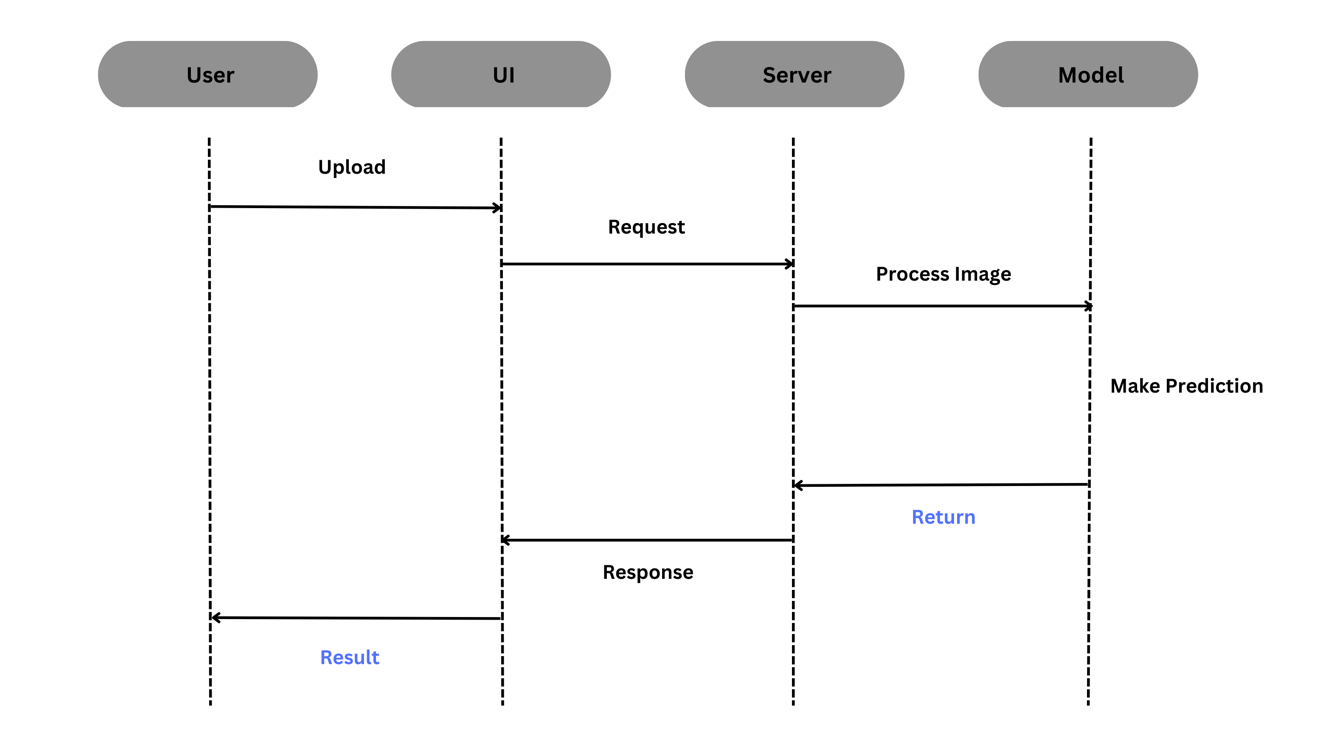 User
UI
Server
Model
Upload
Request
Process Image
Make Prediction
Return
Response
Result